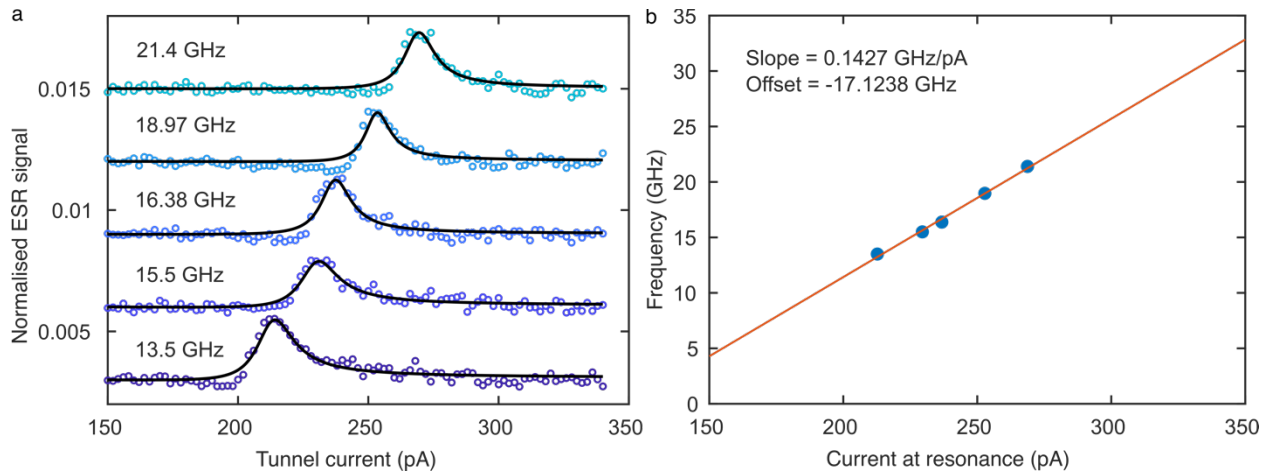 a
Normalised ESR signal
0.015
0.01
0.005
21.4 GHz
18.97 GHz
16.38 GHz
15.5 GHz
13.5 GHz
150 200 250 300 350
Tunnel current (pA)
b
Frequency (GHz)
35
30
25
20
15
10
5
0
Slope = 0.1427 GHz/pA
Offset = -17.1238 GHz
150 200 250 300 350
Current at resonance (pA)